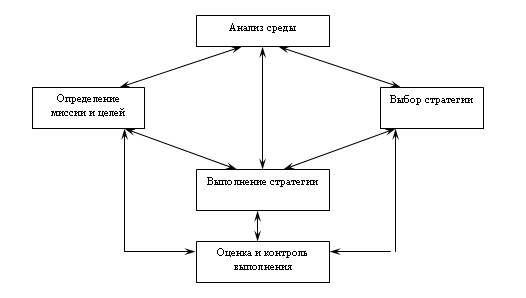 Анализ среды
Определение
миссии и целей
Выбор стратегии
Выполнение стратегии
Оценка и контроль
выполнения